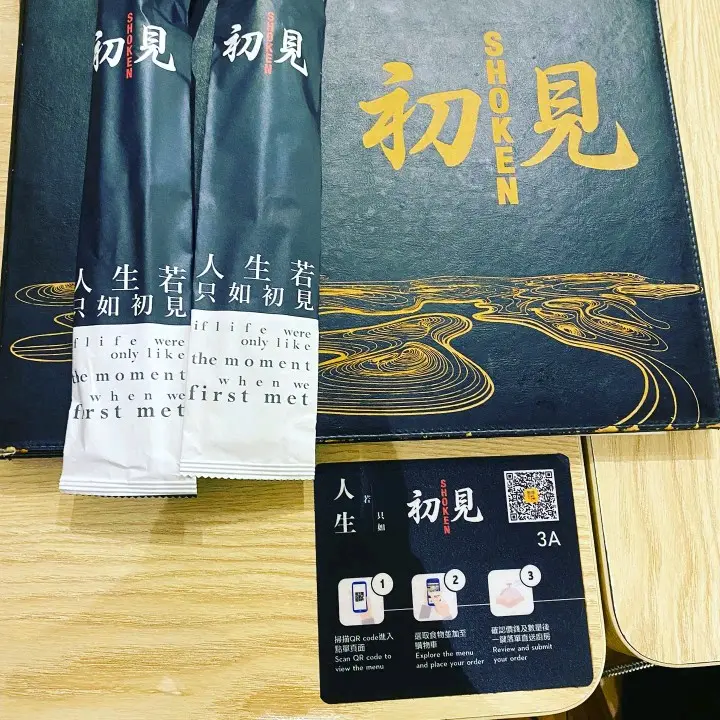 初見
SHOKEN
人生若
只如初見
if life were
only like
the moment
when we
first met
初見
SHOKEN
人生若
只如初見
if life were
only like
the moment
when we
first met
初見
SHOKEN
人生
若
只如
初見
SHOKEN
3A
1
掃描QR code進入
點單頁面
Scan QR code to
view the menu
2
選取食物並加至
購物車
Explore the menu
and place your order
3
確認價錢及數量後
一鍵落單直送廚房
Review and submit
your order